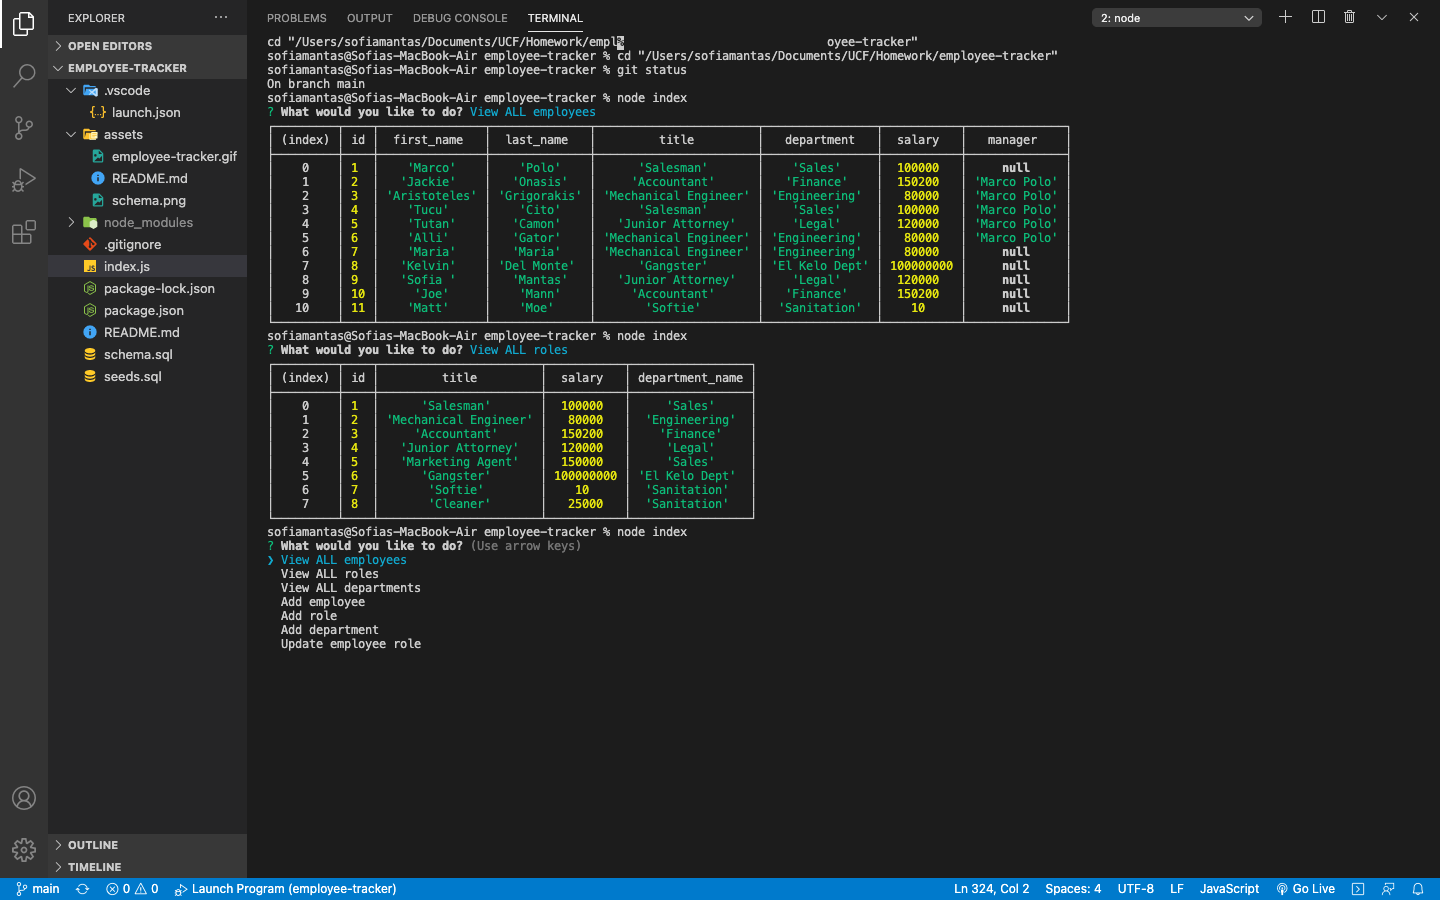 EXPLORER
OPEN EDITORS
EMPLOYEE-TRACKER
.vscode
launch.json
assets
employee-tracker.gif
README.md
schema.png
node_modules
.gitignore
index.js
package-lock.json
package.json
README.md
schema.sql
seeds.sql
OUTLINE
TIMELINE
PROBLEMS OUTPUT DEBUG CONSOLE TERMINAL 2: node
cd "/Users/sofiamantas/Documents/UCF/Homework/empl% oyee-tracker"
sofiamantas@Sofias-MacBook-Air employee-tracker % cd "/Users/sofiamantas/Documents/UCF/Homework/employee-tracker"
sofiamantas@Sofias-MacBook-Air employee-tracker % git status
On branch main
sofiamantas@Sofias-MacBook-Air employee-tracker % node index
? What would you like to do? View ALL employees
(index) id first_name last_name title department salary manager
0 1 'Marco' 'Polo' 'Salesman' 'Sales' 100000 null
1 2 'Jackie' 'Onasis' 'Accountant' 'Finance' 150200 'Marco Polo'
2 3 'Aristoteles' 'Grigorakis' 'Mechanical Engineer' 'Engineering' 80000 'Marco Polo'
3 4 'Tucu' 'Cito' 'Salesman' 'Sales' 100000 'Marco Polo'
4 5 'Tutan' 'Camon' 'Junior Attorney' 'Legal' 120000 'Marco Polo'
5 6 'Alli' 'Gator' 'Mechanical Engineer' 'Engineering' 80000 'Marco Polo'
6 7 'Maria' 'Maria' 'Mechanical Engineer' 'Engineering' 80000 null
7 8 'Kelvin' 'Del Monte' 'Gangster' 'El Kelo Dept' 100000000 null
8 9 'Sofia ' 'Mantas' 'Junior Attorney' 'Legal' 120000 null
9 10 'Joe' 'Mann' 'Accountant' 'Finance' 150200 null
10 11 'Matt' 'Moe' 'Softie' 'Sanitation' 10 null
sofiamantas@Sofias-MacBook-Air employee-tracker % node index
? What would you like to do? View ALL roles
(index) id title salary department_name
0 1 'Salesman' 100000 'Sales'
1 2 'Mechanical Engineer' 80000 'Engineering'
2 3 'Accountant' 150200 'Finance'
3 4 'Junior Attorney' 120000 'Legal'
4 5 'Marketing Agent' 150000 'Sales'
5 6 'Gangster' 100000000 'El Kelo Dept'
6 7 'Softie' 10 'Sanitation'
7 8 'Cleaner' 25000 'Sanitation'
sofiamantas@Sofias-MacBook-Air employee-tracker % node index
? What would you like to do? (Use arrow keys)
❯ View ALL employees
View ALL roles
View ALL departments
Add employee
Add role
Add department
Update employee role
main 0 0 Launch Program (employee-tracker) Ln 324, Col 2 Spaces: 4 UTF-8 LF JavaScript Go Live